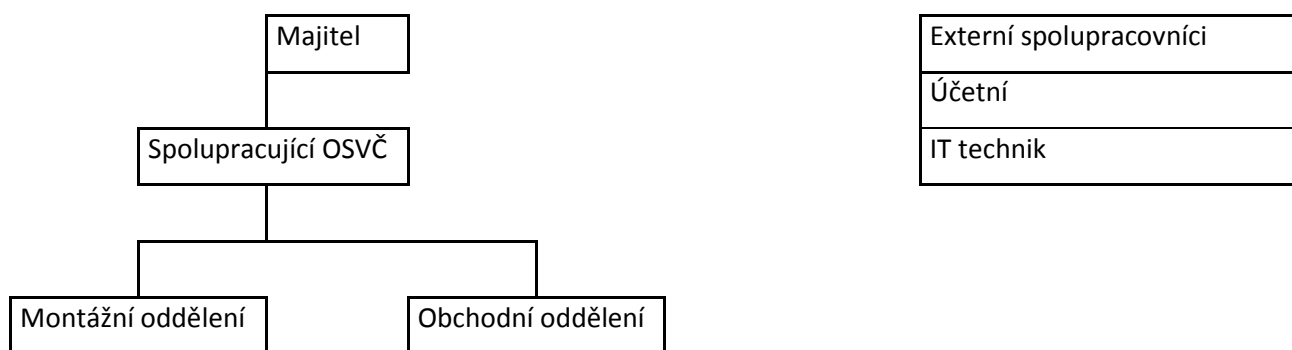 Majitel
Externí spolupracovníci
Účetní
Spolupracující OSVČ
IT technik
Montážní oddělení
Obchodní oddělení